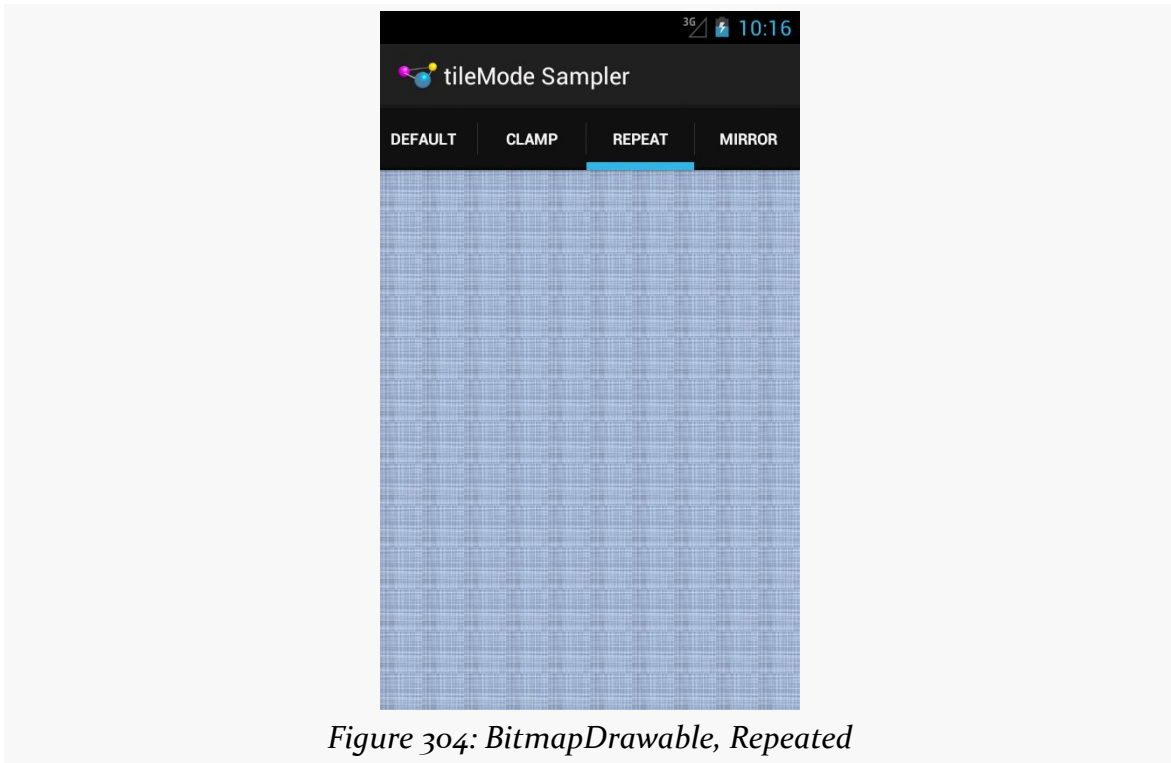 3G 10:16
tileMode Sampler
DEFAULT CLAMP REPEAT MIRROR
Figure 304: BitmapDrawable, Repeated